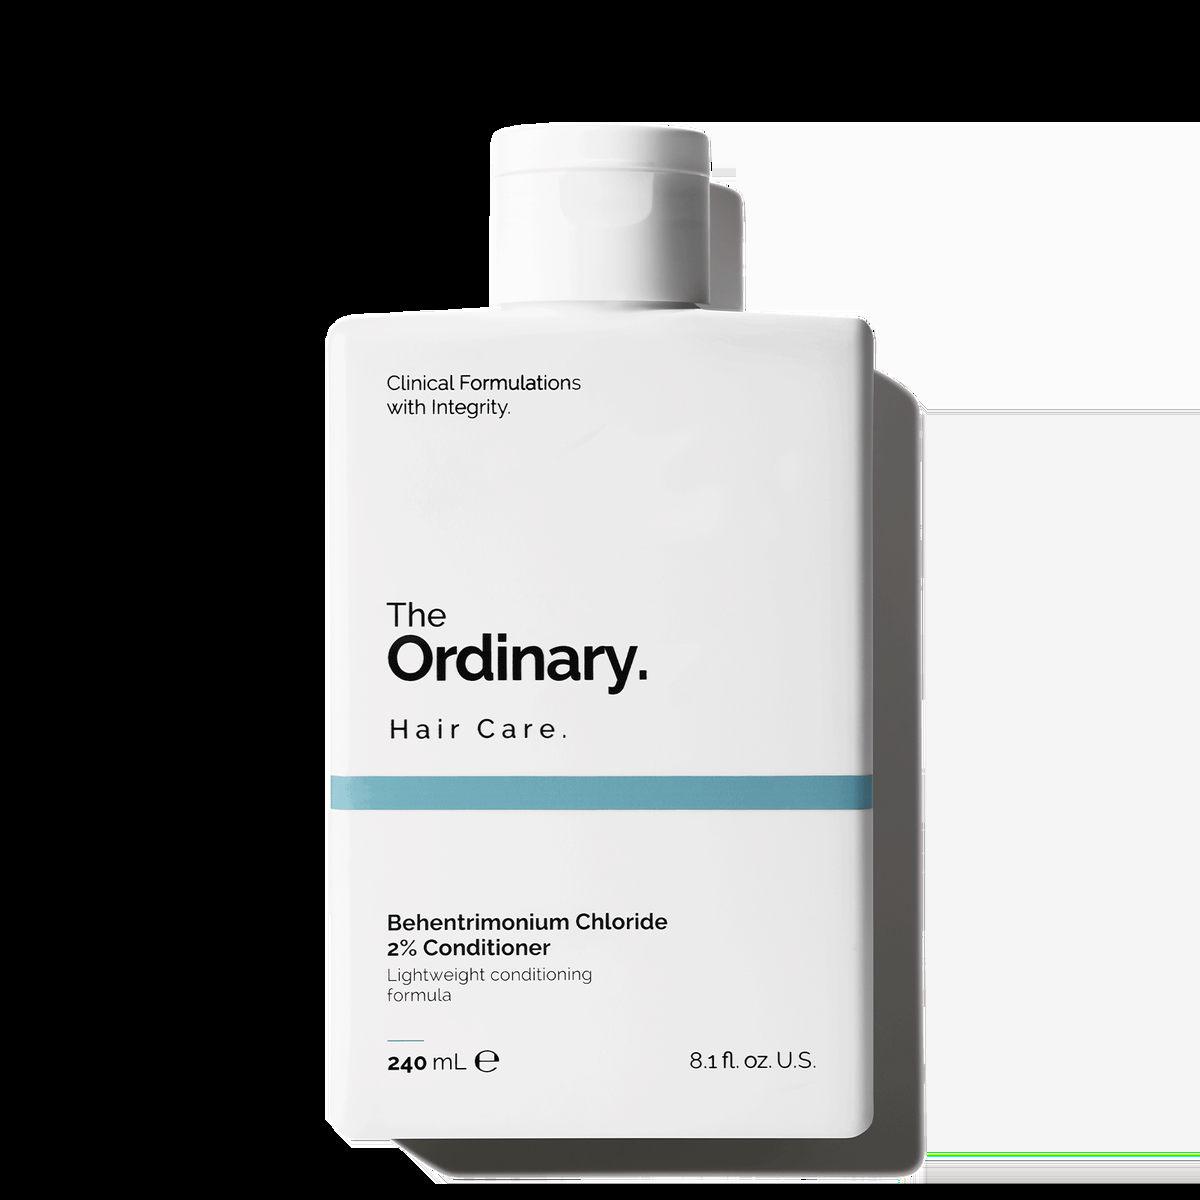 Clinical Formulations
with Integrity.
The
Ordinary.
Hair Care.
Behentrimonium Chloride
2% Conditioner
Lightweight conditioning
formula
240 mL ℮
8.1 fl. oz. U.S.